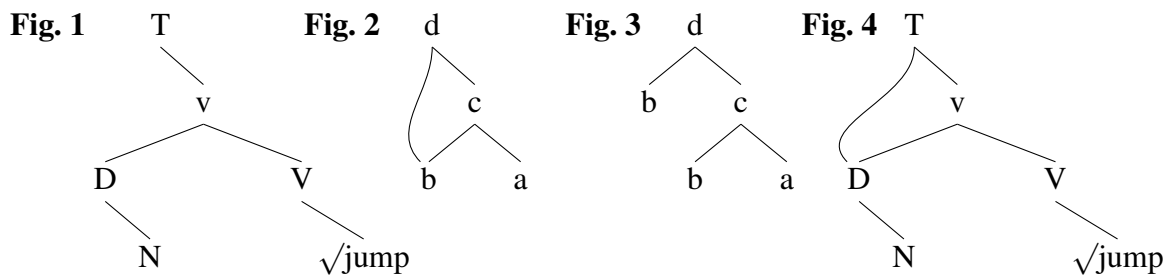 Fig. 1 T Fig. 2 d Fig. 3 d Fig. 4 T
v c b c v
D V b a b a D V
N √jump N √jump